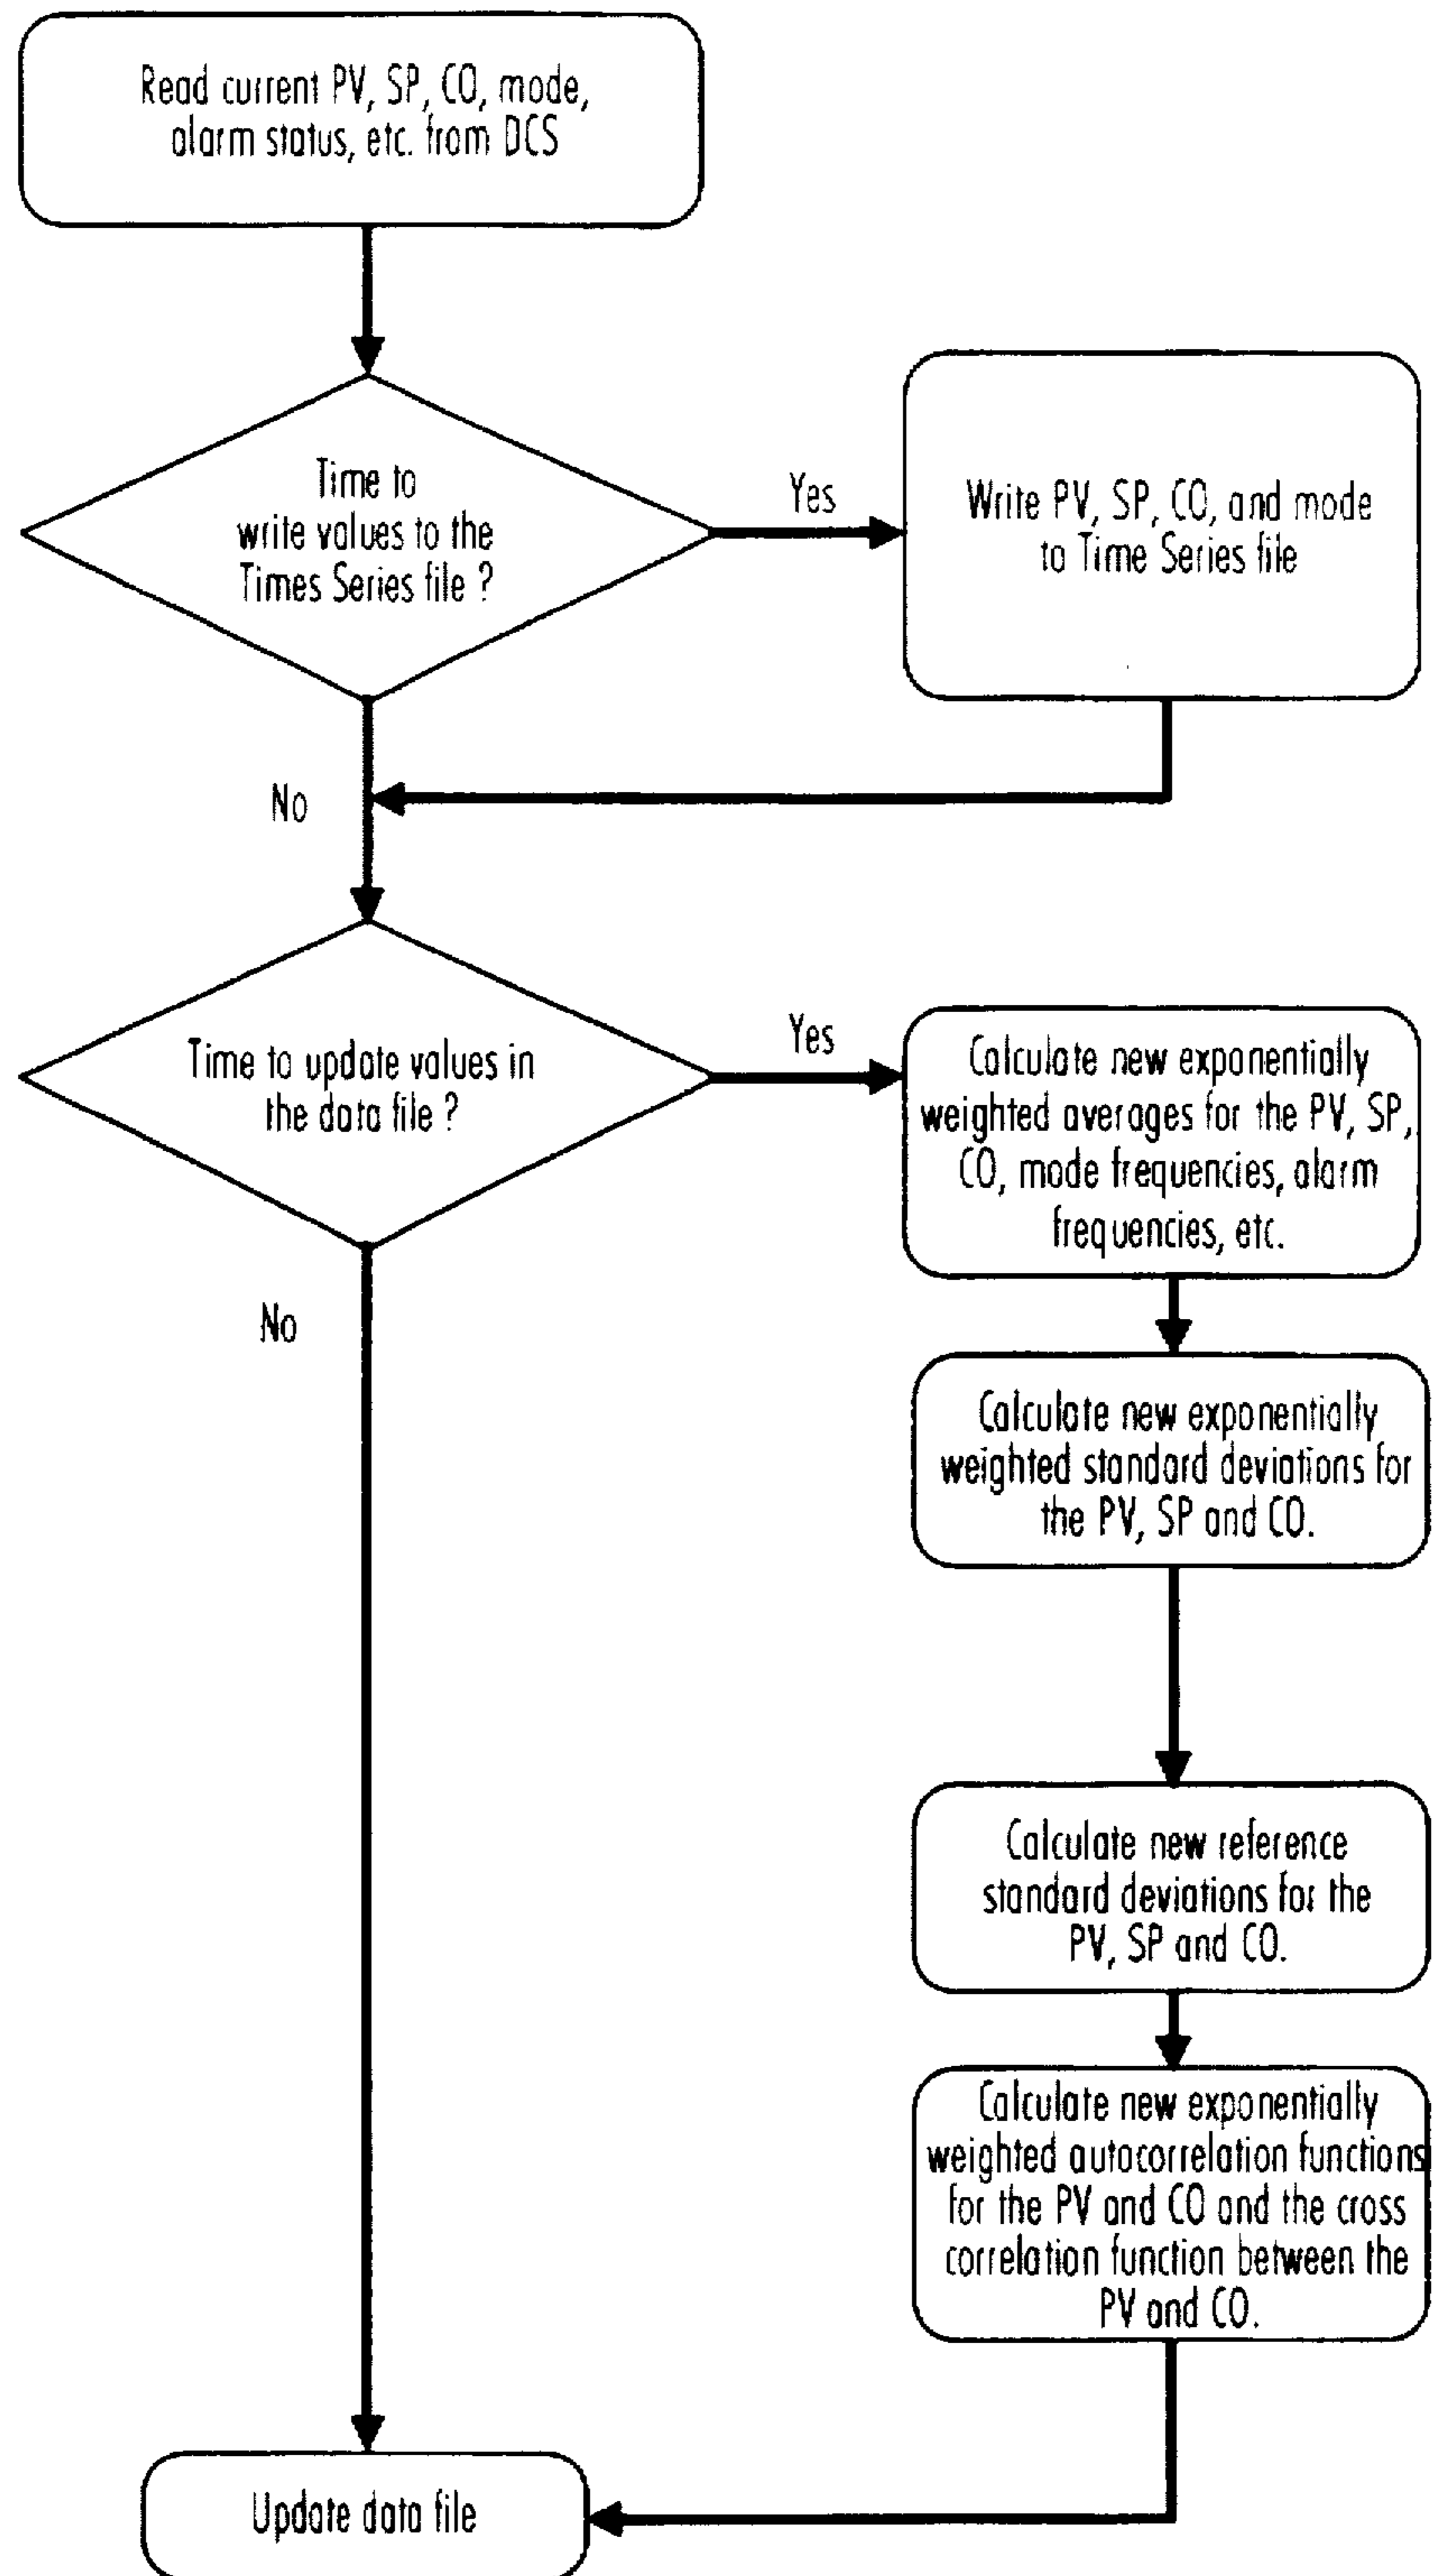 Read current PV, SP, CO, mode,
alarm status, etc. from DCS
Time to
write values to the
Times Series file ?
Yes
Write PV, SP, CO, and mode
to Time Series file
No
Time to update values in
the data file ?
Yes
Calculate new exponentially
weighted averages for the PV, SP,
CO, mode frequencies, alarm
frequencies, etc.
No
Calculate new exponentially
weighted standard deviations for
the PV, SP and CO.
Calculate new reference
standard deviations for the
PV, SP and CO.
Calculate new exponentially
weighted autocorrelation functions
for the PV and CO and the cross
correlation function between the
PV and CO.
Update data file